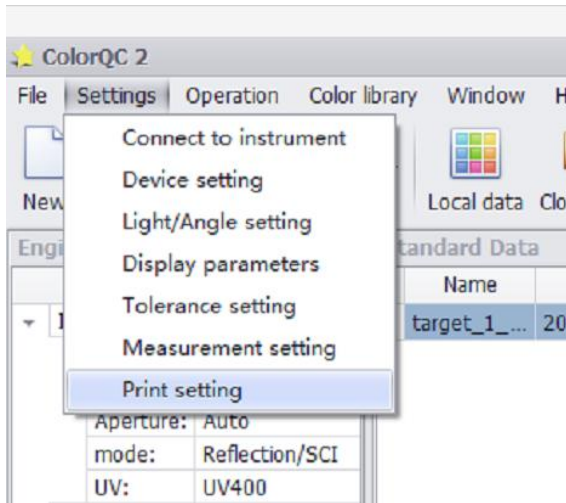 ColorQC 2
File Settings Operation Color library Window H
Connect to instrument
Device setting
Light/Angle setting
Display parameters
Tolerance setting
Measurement setting
Print setting
New
Local data Clo
Engi
tandard Data
Name
target_1_... 20
Aperture: Auto
mode: Reflection/SCI
UV: UV400